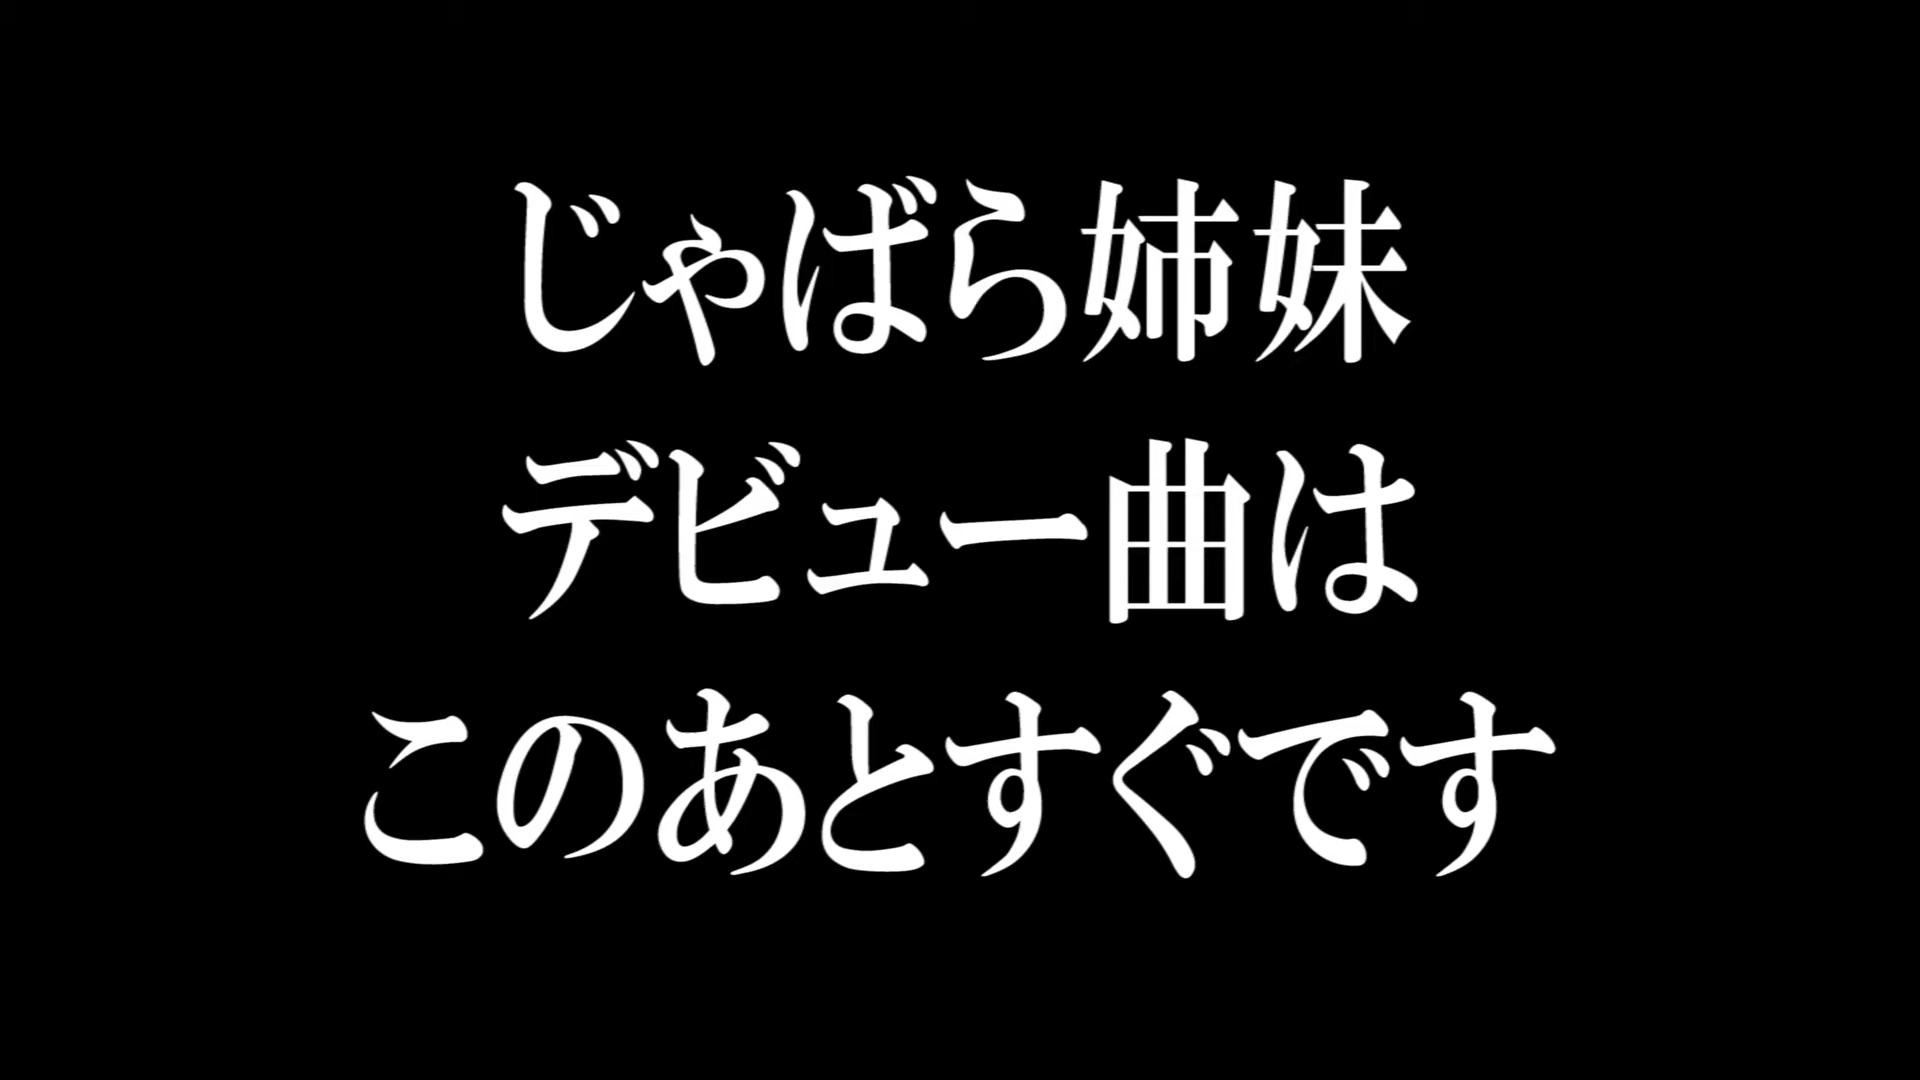 じゃばら姉妹
デビュー曲は
このあとすぐです